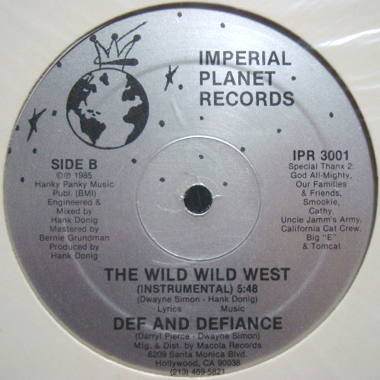 IMPERIAL
PLANET
RECORDS
SIDE B
©℗ 1985
Hanky Panky Music
Publ. (BMI)
Engineered &
Mixed by
Hank Donig
Mastered by
Bernie Grundman
Produced by
Hank Donig
IPR 3001
Special Thanx 2:
God All-Mighty,
Our Families
& Friends,
Smookie,
Cathy,
Uncle Jamm's Army,
California Cat Crew,
Big "E"
& Tomcat
THE WILD WILD WEST
(INSTRUMENTAL) 5:48
(Dwayne Simon - Hank Donig)
Lyrics Music
DEF AND DEFIANCE
(Darryl Pierce - Dwayne Simon)
Mfg. & Dist. by Macola Records
6209 Santa Monica Blvd.
Hollywood, CA 90038
(213) 469-5821